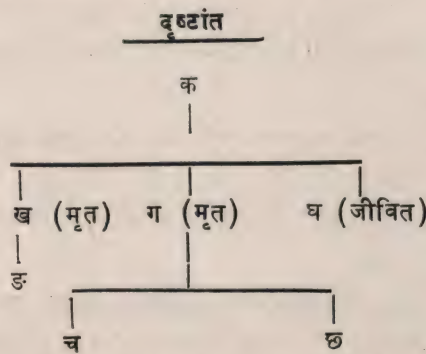 दृष्टांत
क
ख (मृत) ग (मृत) घ (जीवित)
ङ
च छ